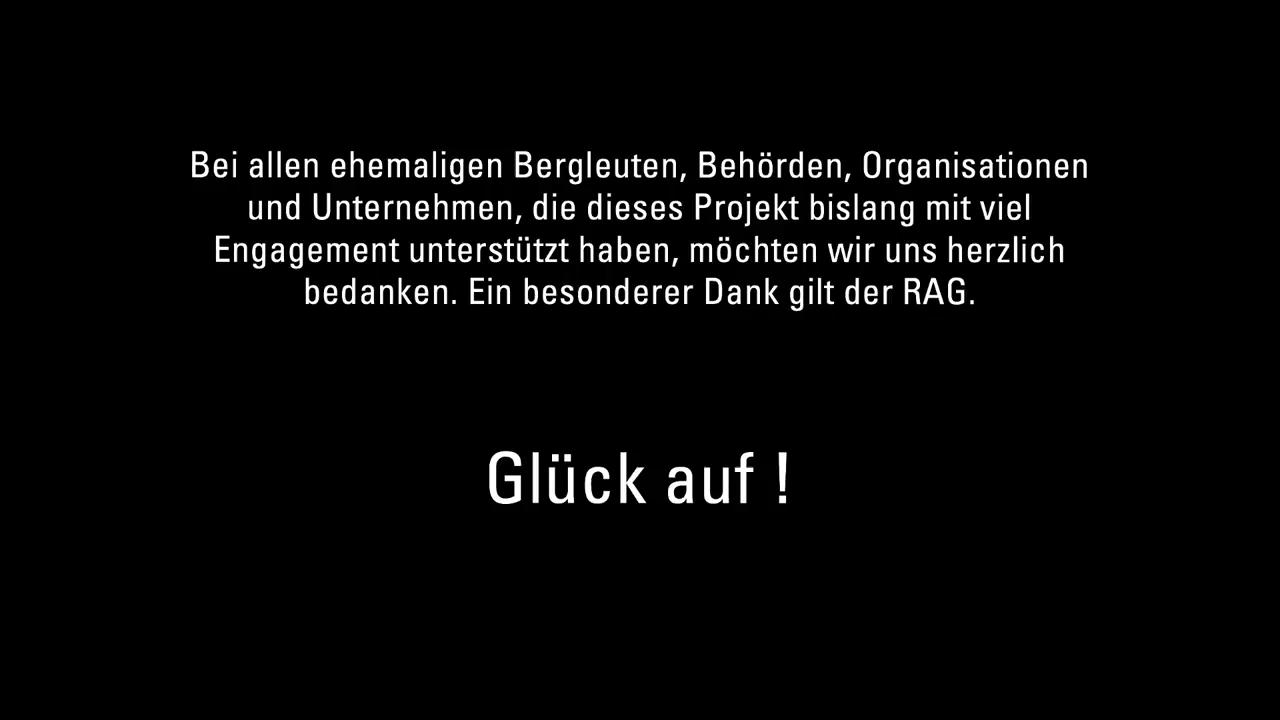 Bei allen ehemaligen Bergleuten, Behörden, Organisationen
und Unternehmen, die dieses Projekt bislang mit viel
Engagement unterstützt haben, möchten wir uns herzlich
bedanken. Ein besonderer Dank gilt der RAG.
Glück auf !